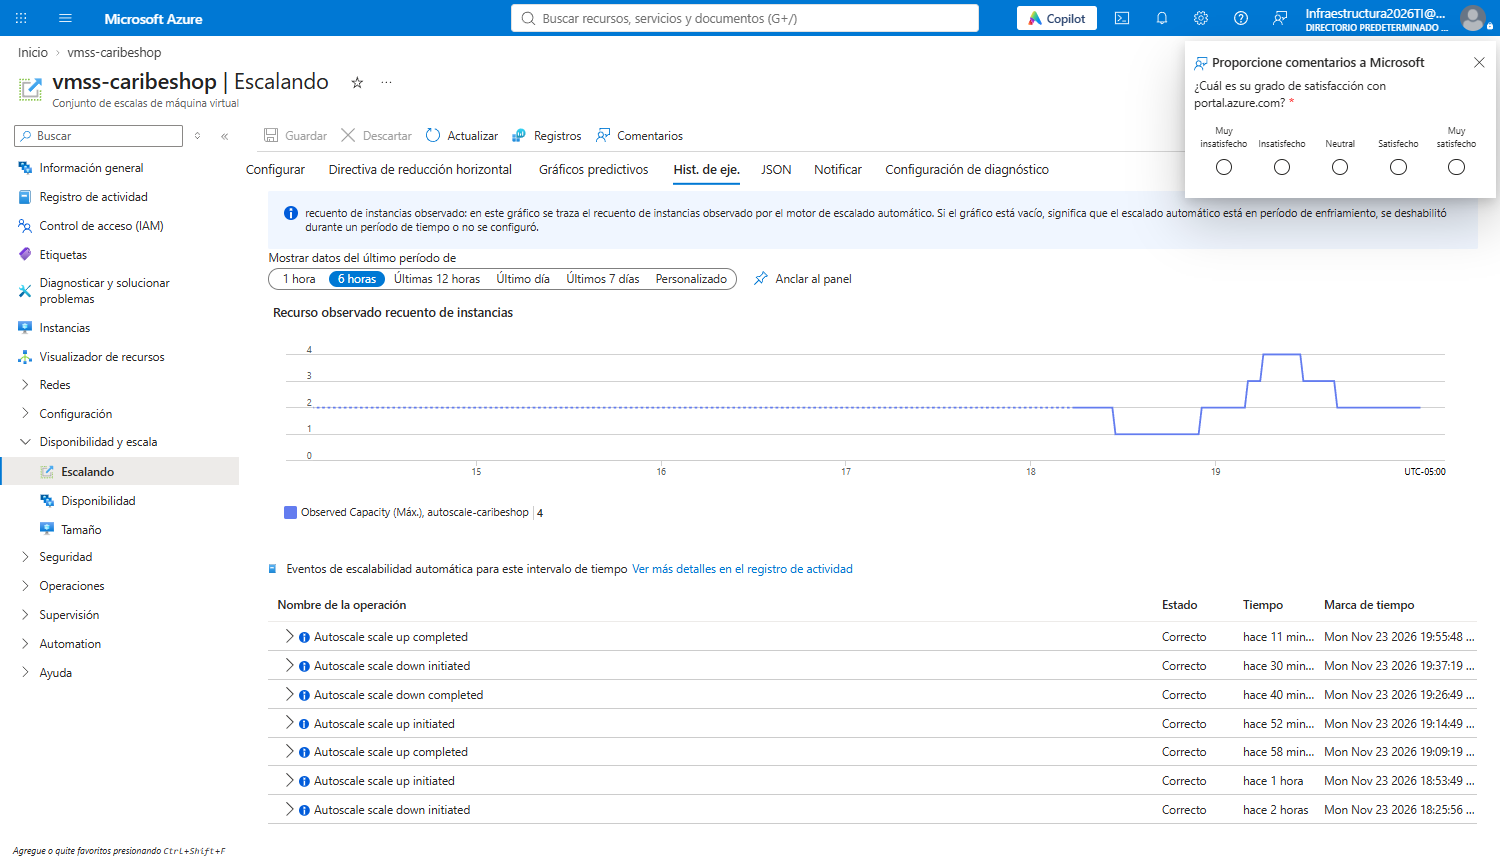 Microsoft Azure
Buscar recursos, servicios y documentos (G+/)
Copilot
Infraestructura2026TI@...
DIRECTORIO PREDETERMINADO ...
Inicio › vmss-caribeshop
vmss-caribeshop | Escalando
Conjunto de escalas de máquina virtual
Proporcione comentarios a Microsoft
¿Cuál es su grado de satisfacción con
portal.azure.com? *
Muy insatisfecho
Insatisfecho
Neutral
Satisfecho
Muy satisfecho
Buscar
Información general
Registro de actividad
Control de acceso (IAM)
Etiquetas
Diagnosticar y solucionar
problemas
Instancias
Visualizador de recursos
Redes
Configuración
Disponibilidad y escala
Escalando
Disponibilidad
Tamaño
Seguridad
Operaciones
Supervisión
Automation
Ayuda
Agregue o quite favoritos presionando Ctrl+Shift+F
Guardar Descartar Actualizar Registros Comentarios
Configurar Directiva de reducción horizontal Gráficos predictivos Hist. de eje. JSON Notificar Configuración de diagnóstico
recuento de instancias observado: en este gráfico se traza el recuento de instancias observado por el motor de escalado automático. Si el gráfico está vacío, significa que el escalado automático está en período de enfriamiento, se deshabilitó
durante un período de tiempo o no se configuró.
Mostrar datos del último período de
1 hora 6 horas Últimas 12 horas Último día Últimos 7 días Personalizado Anclar al panel
Recurso observado recuento de instancias
4
3
2
1
0
15 16 17 18 19 UTC-05:00
Observed Capacity (Máx.), autoscale-caribeshop | 4
Eventos de escalabilidad automática para este intervalo de tiempo Ver más detalles en el registro de actividad
Nombre de la operación Estado Tiempo Marca de tiempo
Autoscale scale up completed Correcto hace 11 min... Mon Nov 23 2026 19:55:48 ...
Autoscale scale down initiated Correcto hace 30 min... Mon Nov 23 2026 19:37:19 ...
Autoscale scale down completed Correcto hace 40 min... Mon Nov 23 2026 19:26:49 ...
Autoscale scale up initiated Correcto hace 52 min... Mon Nov 23 2026 19:14:49 ...
Autoscale scale up completed Correcto hace 58 min... Mon Nov 23 2026 19:09:19 ...
Autoscale scale up initiated Correcto hace 1 hora Mon Nov 23 2026 18:53:49 ...
Autoscale scale down initiated Correcto hace 2 horas Mon Nov 23 2026 18:25:56 ...